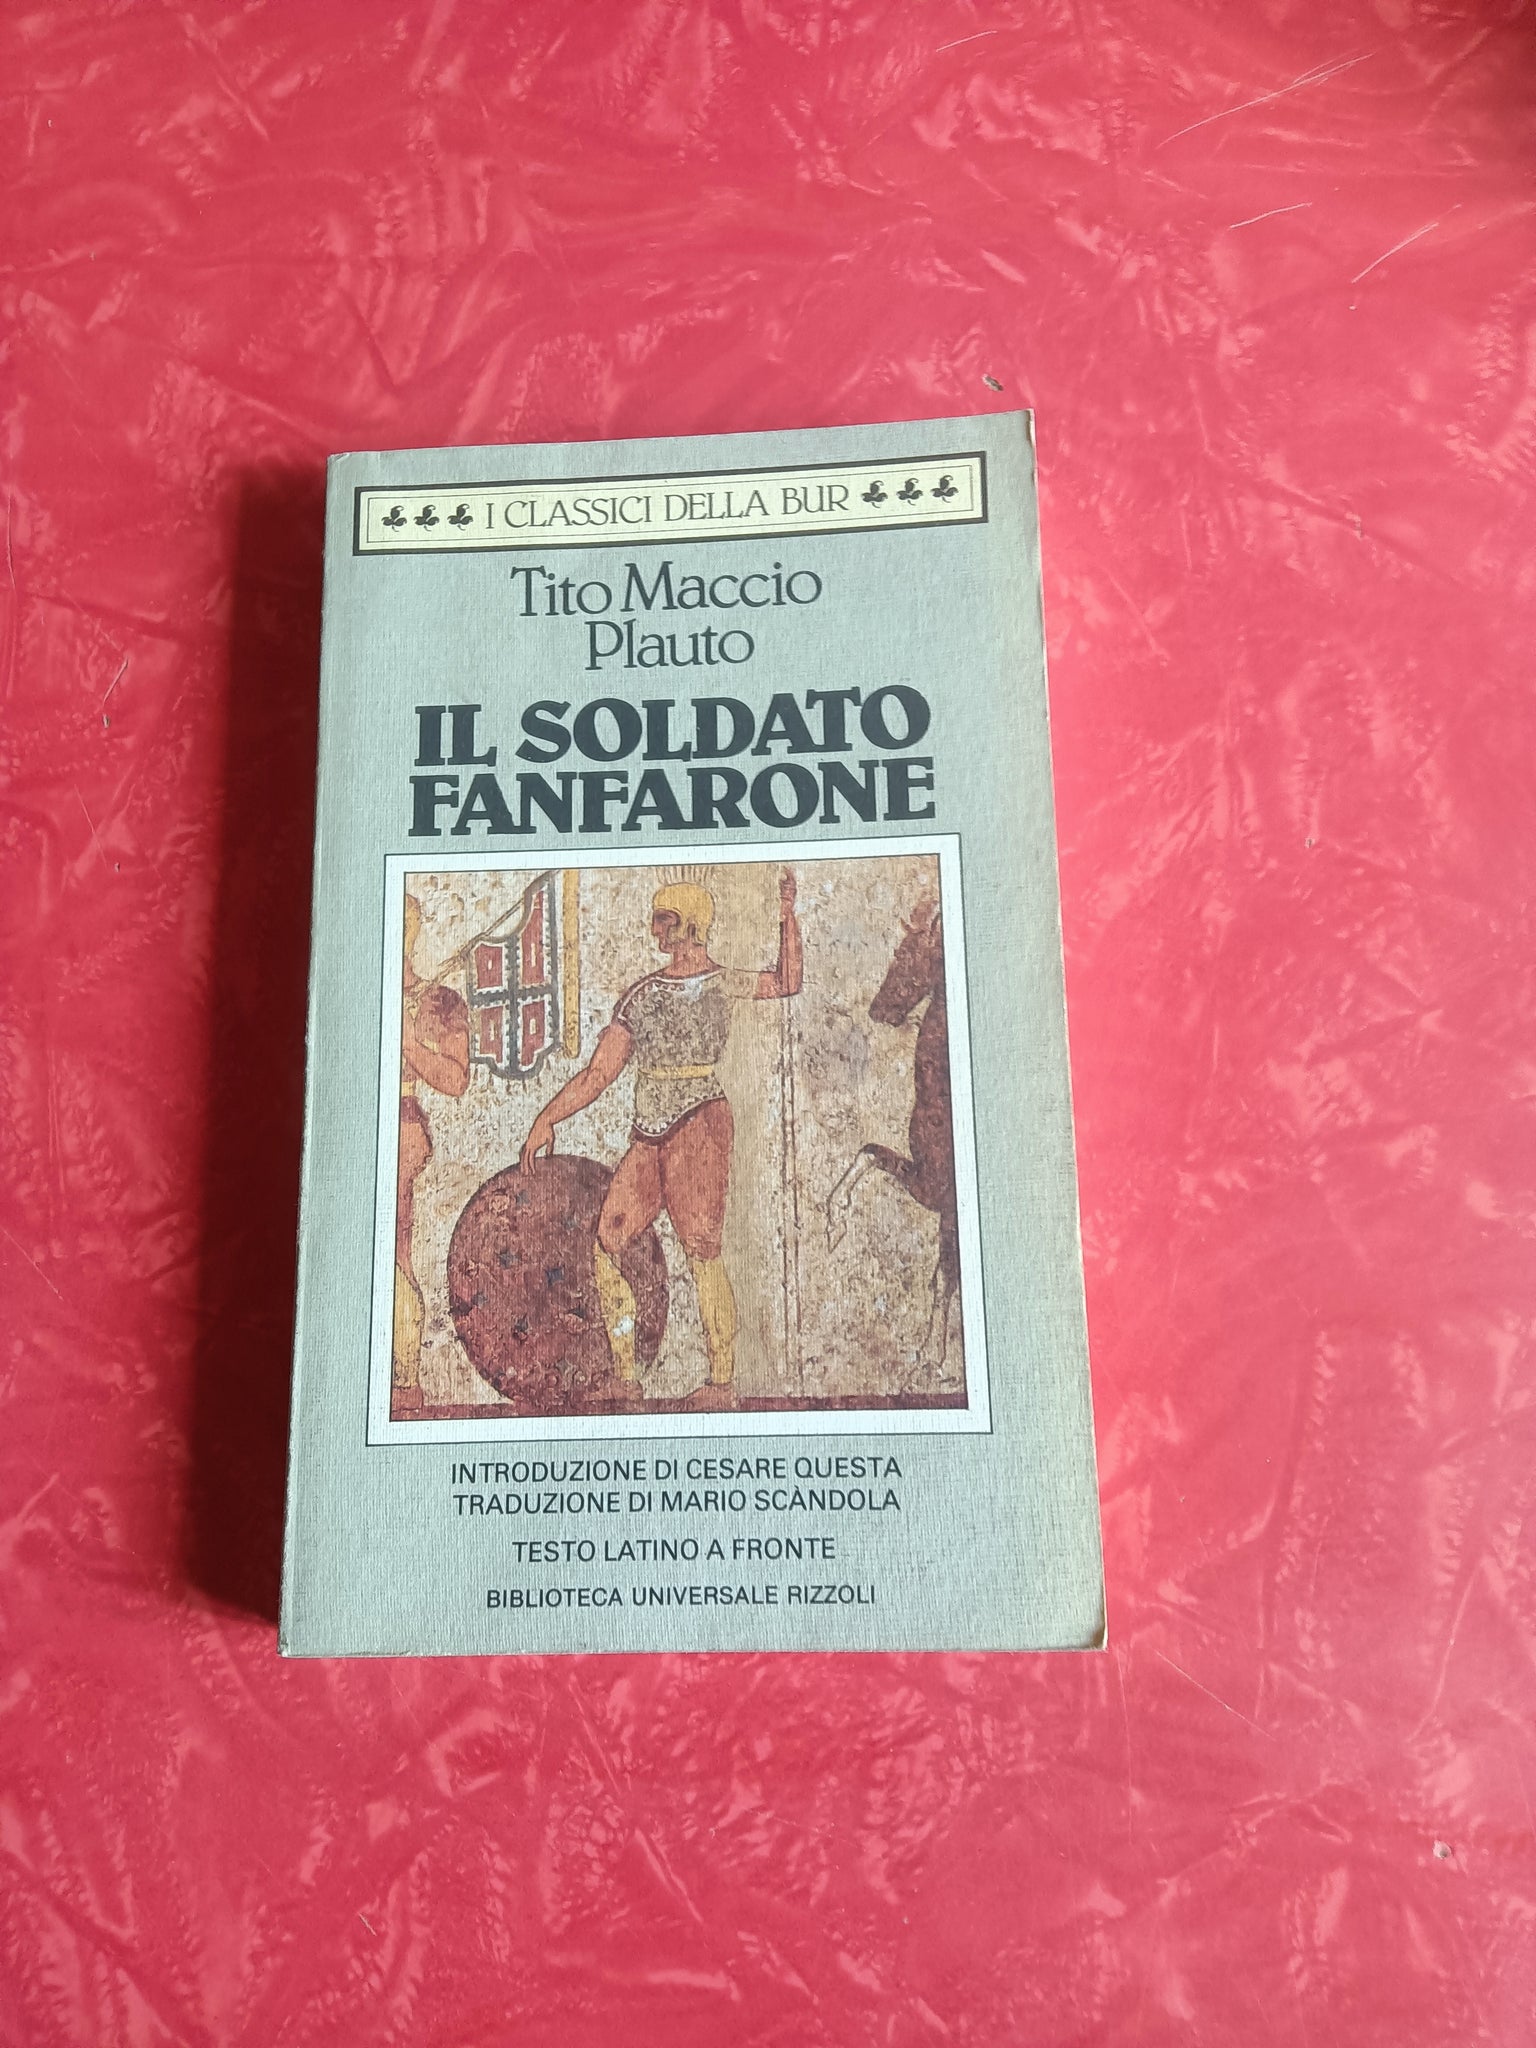 I CLASSICI DELLA BUR
Tito Maccio
Plauto
IL SOLDATO
FANFARONE
INTRODUZIONE DI CESARE QUESTA
TRADUZIONE DI MARIO SCÀNDOLA
TESTO LATINO A FRONTE
BIBLIOTECA UNIVERSALE RIZZOLI